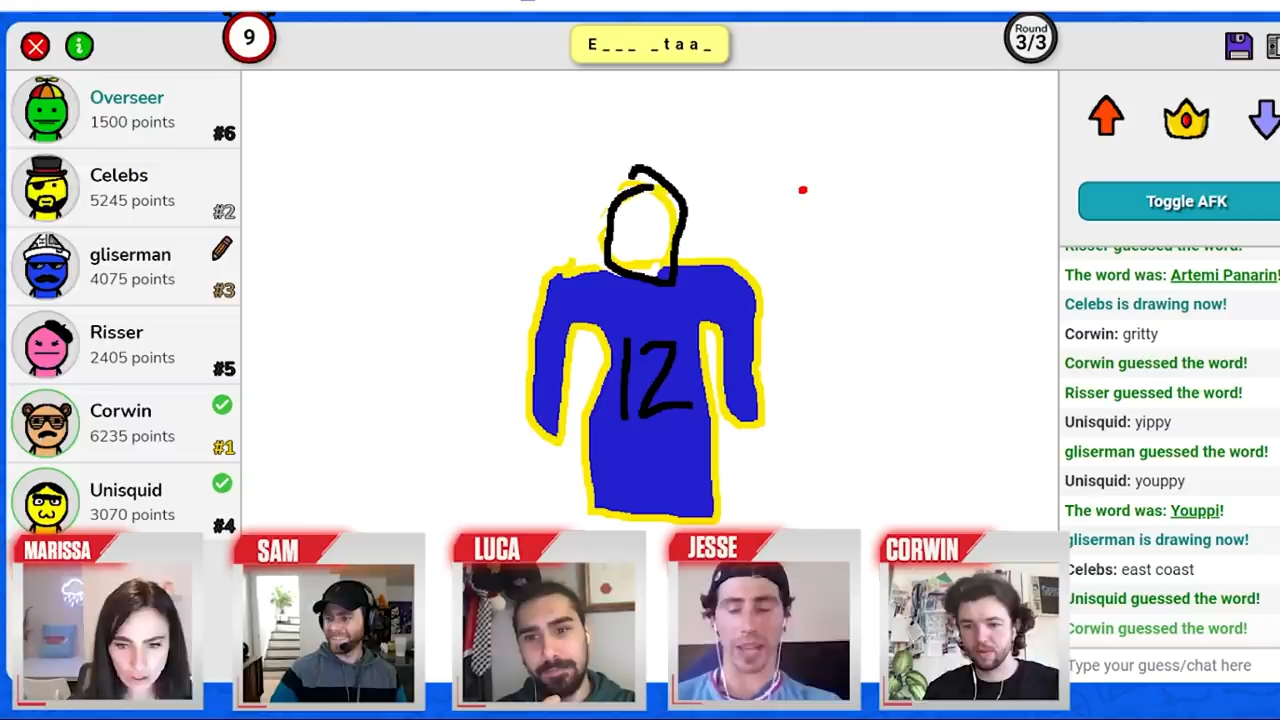 9
E _ _ _ _ t a a _
Round
3/3
Overseer
1500 points
#6
Celebs
5245 points
#2
gliserman
4075 points
#3
Risser
2405 points
#5
Corwin
6235 points
#1
Unisquid
3070 points
#4
12
Toggle AFK
Risser guessed the word!
The word was: Artemi Panarin!
Celebs is drawing now!
Corwin: gritty
Corwin guessed the word!
Risser guessed the word!
Unisquid: yippy
gliserman guessed the word!
Unisquid: youppy
The word was: Youppi!
gliserman is drawing now!
Celebs: east coast
Unisquid guessed the word!
Corwin guessed the word!
Type your guess/chat here
MARISSA
SAM
LUCA
JESSE
CORWIN